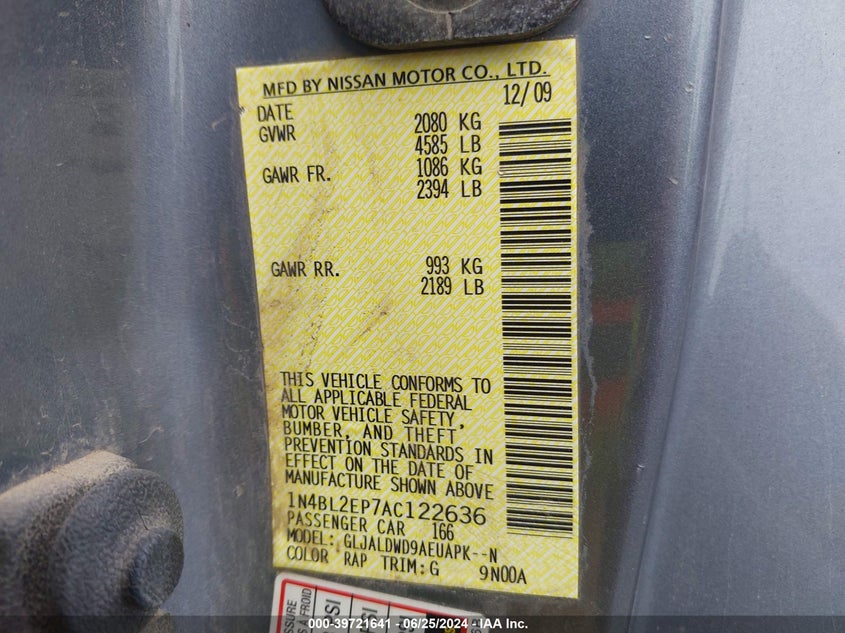 MFD BY NISSAN MOTOR CO., LTD.
DATE 12/09
GVWR 2080 KG
4585 LB
GAWR FR. 1086 KG
2394 LB
GAWR RR. 993 KG
2189 LB
THIS VEHICLE CONFORMS TO
ALL APPLICABLE FEDERAL
MOTOR VEHICLE SAFETY,
BUMBER, AND THEFT
PREVENTION STANDARDS IN
EFFECT ON THE DATE OF
MANUFACTURE SHOWN ABOVE
1N4BL2EP7AC122636
PASSENGER CAR 166
MODEL: GLJALDWD9AEUAPK--N
COLOR RAP TRIM:G 9N00A
000-39721641 - 06/25/2024 - IAA Inc.